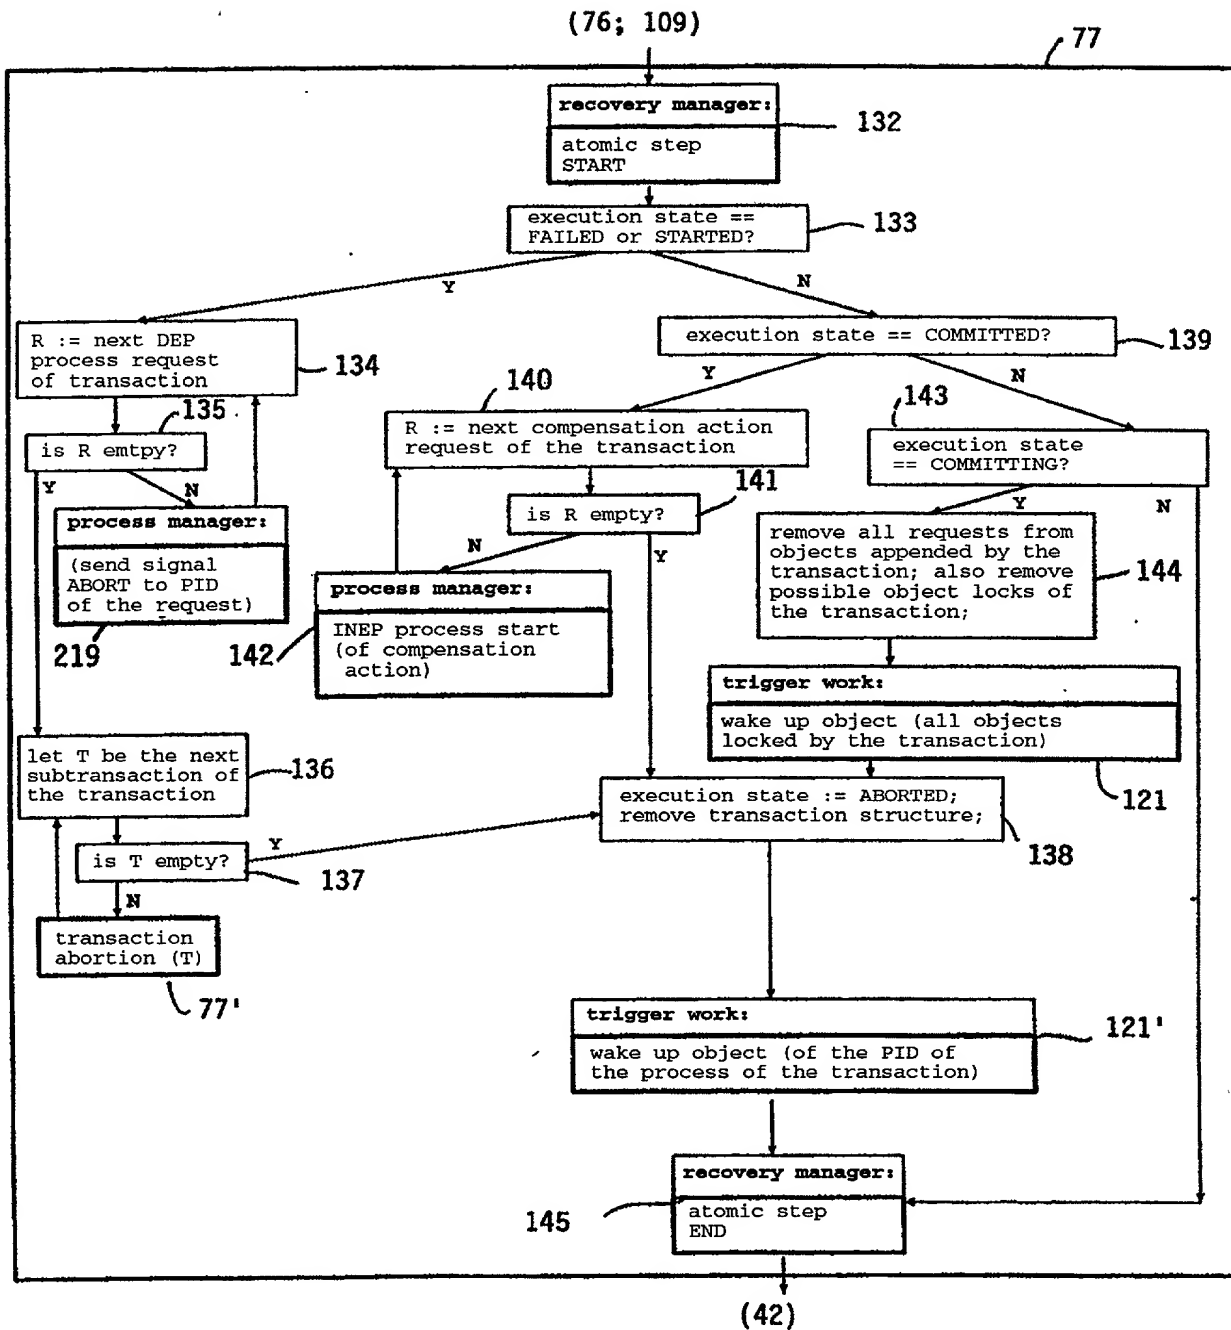 (76; 109)
77
recovery manager:
132
atomic step
START
execution state ==
FAILED or STARTED?
133
Y
N
R := next DEP
process request
of transaction
134
execution state == COMMITTED?
139
Y
N
135
is R emtpy?
Y
N
process manager:
(send signal
ABORT to PID
of the request)
219
140
R := next compensation action
request of the transaction
141
is R empty?
N
Y
process manager:
INEP process start
(of compensation
action)
142
143
execution state
== COMMITTING?
Y
N
remove all requests from
objects appended by the
transaction; also remove
possible object locks of
the transaction;
144
trigger work:
wake up object (all objects
locked by the transaction)
121
let T be the next
subtransaction of
the transaction
136
is T empty?
Y
137
N
transaction
abortion (T)
77'
execution state := ABORTED;
remove transaction structure;
138
trigger work:
121'
wake up object (of the PID of
the process of the transaction)
recovery manager:
145
atomic step
END
(42)